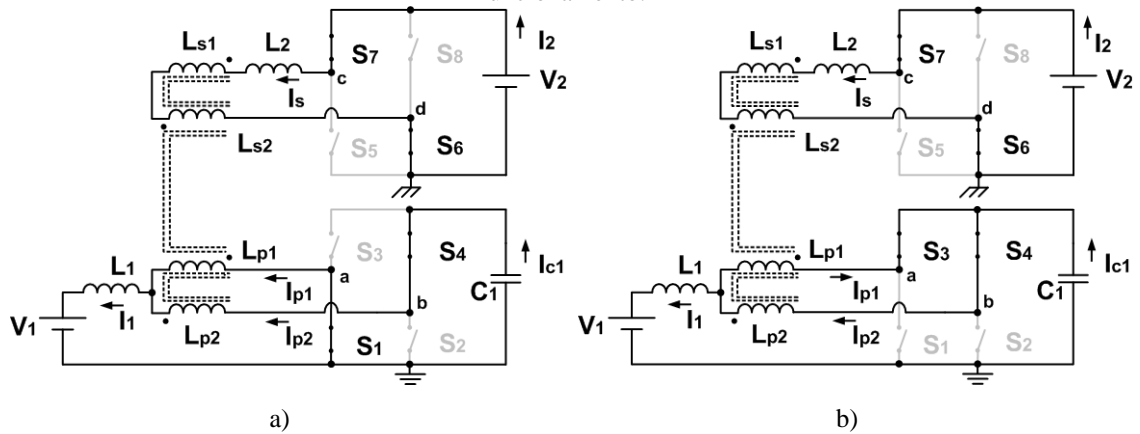 Ls1 L2 S7 S8 I2
V2
c
Is
d
Ls2 S5 S6
Lp1 S3 S4
L1 a Ic1
Ip1 C1
b
V1 I1
Lp2 Ip2 S1 S2
a)
Ls1 L2 S7 S8 I2
V2
c
Is
d
Ls2 S5 S6
Lp1 S3 S4
L1 a Ic1
Ip1 C1
b
V1 I1
Lp2 Ip2 S1 S2
b)